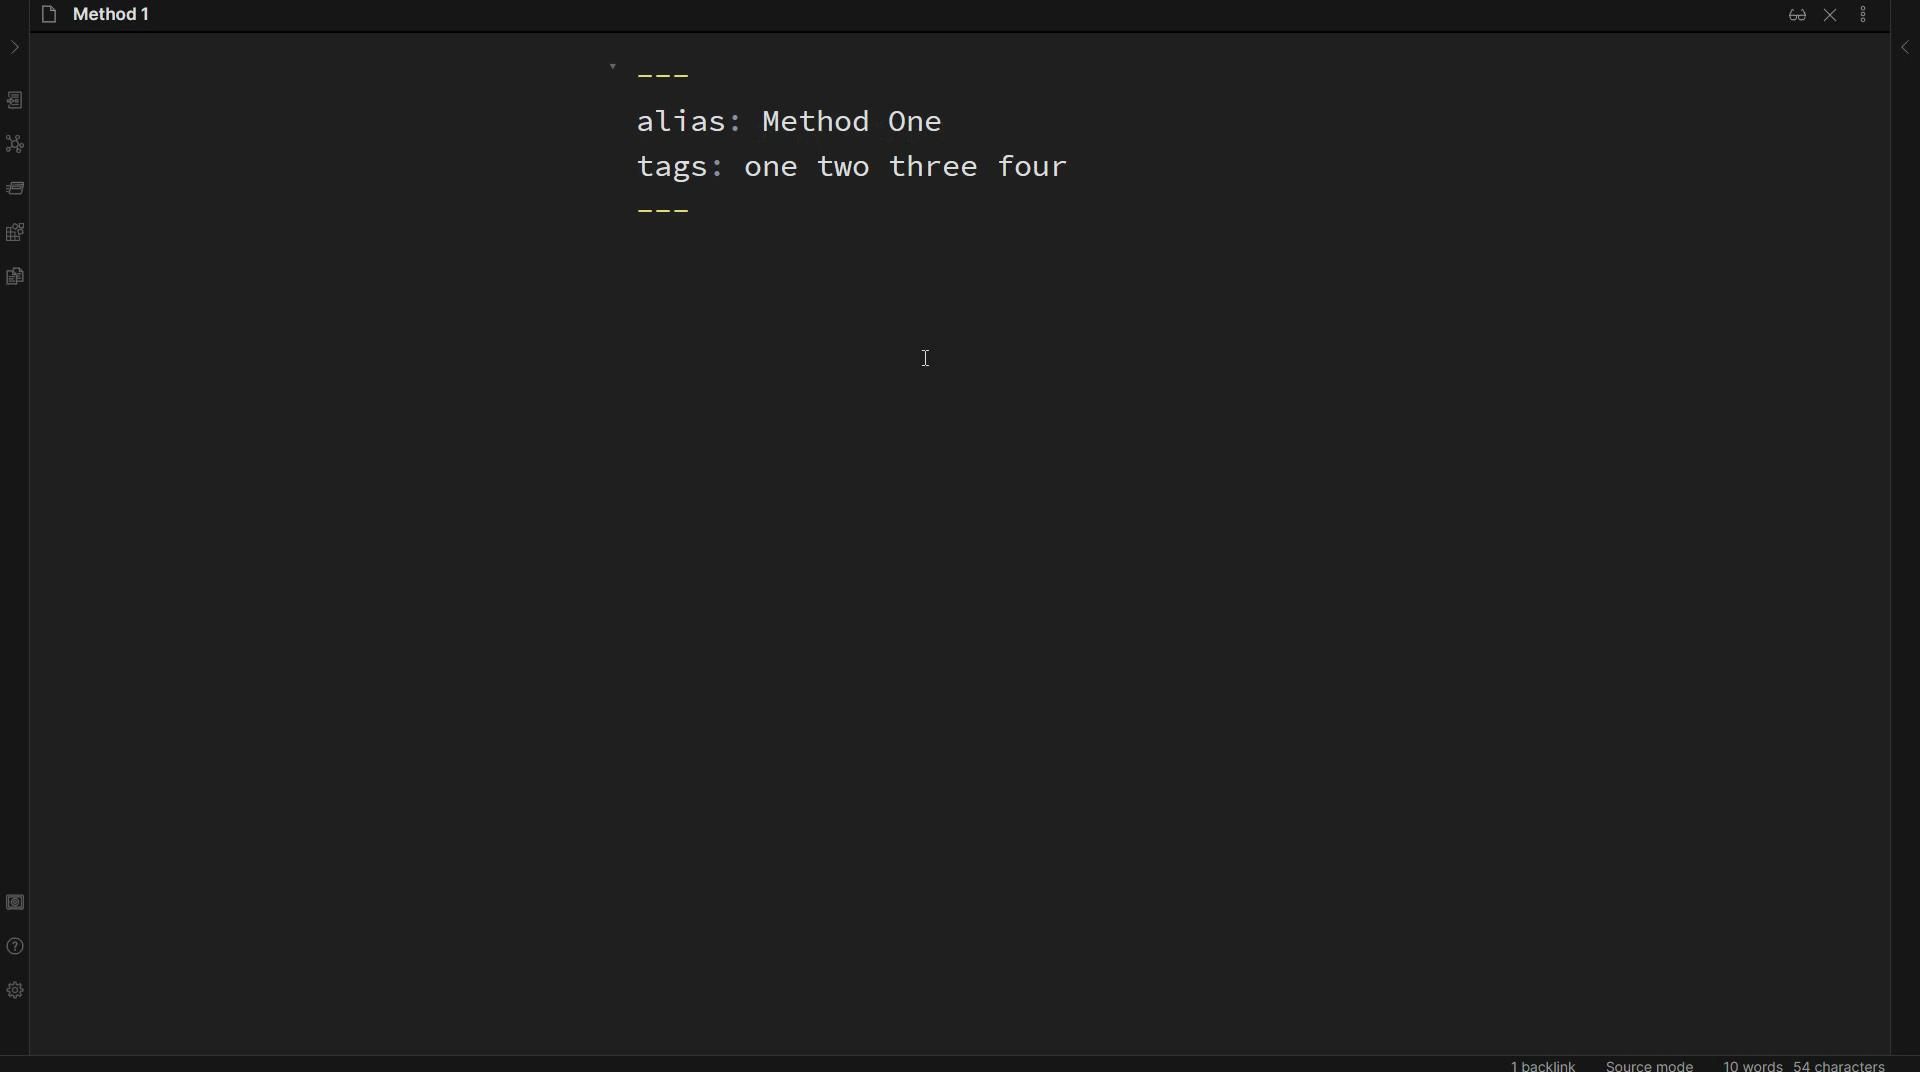 Method 1
---
alias: Method One
tags: one two three four
---
1 backlink Source mode 10 words 54 characters